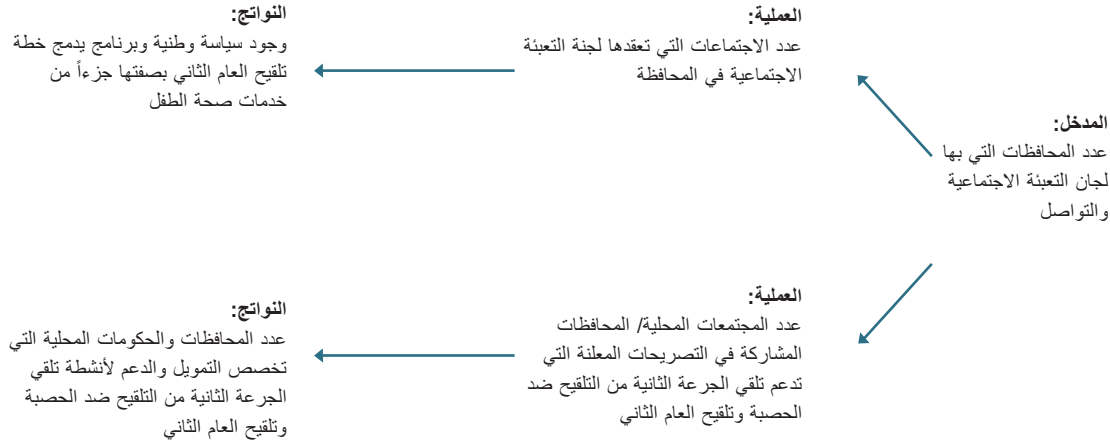 المدخل:
عدد المحافظات التي بها
لجان التعبئة الاجتماعية
والتواصل
العملية:
عدد الاجتماعات التي تعقدها لجنة التعبئة
الاجتماعية في المحافظة
النواتج:
وجود سياسة وطنية وبرنامج يدمج خطة
تلقيح العام الثاني بصفتها جزءاً من
خدمات صحة الطفل
العملية:
عدد المجتمعات المحلية/ المحافظات
المشاركة في التصريحات المعلنة التي
تدعم تلقي الجرعة الثانية من التلقيح ضد
الحصبة وتلقيح العام الثاني
النواتج:
عدد المحافظات والحكومات المحلية التي
تخصص التمويل والدعم لأنشطة تلقي
الجرعة الثانية من التلقيح ضد الحصبة
وتلقيح العام الثاني